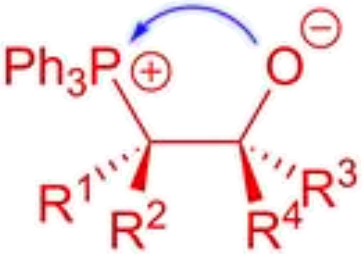 Ph₃P ⊕ O ⊖
R¹ R² R⁴ R³